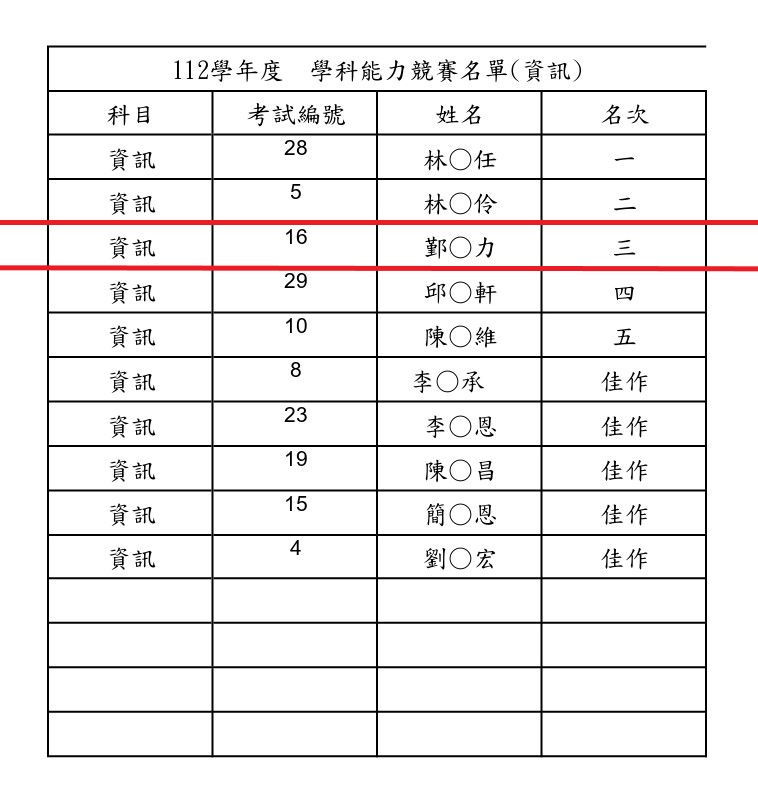 112學年度　學科能力競賽名單(資訊)
科目 考試編號 姓名 名次
資訊 28 林○任 一
資訊 5 林○伶 二
資訊 16 鄞○力 三
資訊 29 邱○軒 四
資訊 10 陳○維 五
資訊 8 李○承 佳作
資訊 23 李○恩 佳作
資訊 19 陳○昌 佳作
資訊 15 簡○恩 佳作
資訊 4 劉○宏 佳作